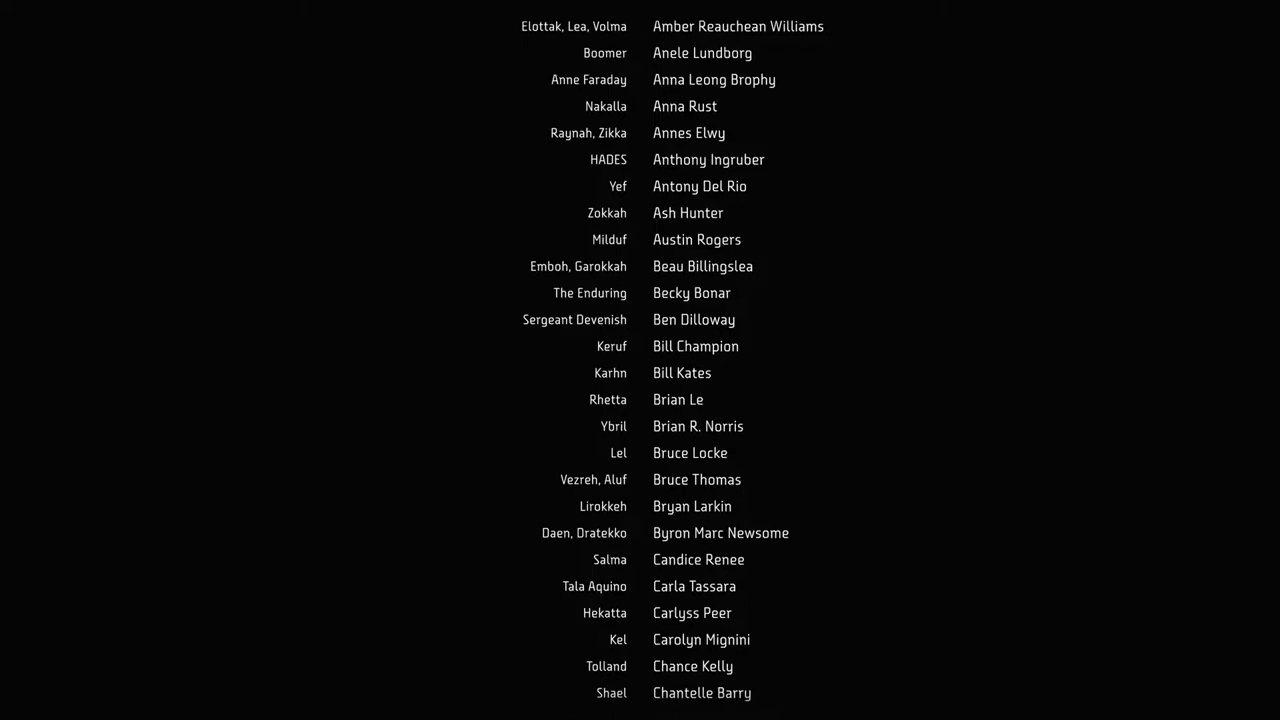 Elottak, Lea, Volma Amber Reauchean Williams
Boomer Anele Lundborg
Anne Faraday Anna Leong Brophy
Nakalla Anna Rust
Raynah, Zikka Annes Elwy
HADES Anthony Ingruber
Yef Antony Del Rio
Zokkah Ash Hunter
Milduf Austin Rogers
Emboh, Garokkah Beau Billingslea
The Enduring Becky Bonar
Sergeant Devenish Ben Dilloway
Keruf Bill Champion
Karhn Bill Kates
Rhetta Brian Le
Ybril Brian R. Norris
Lel Bruce Locke
Vezreh, Aluf Bruce Thomas
Lirokkeh Bryan Larkin
Daen, Dratekko Byron Marc Newsome
Salma Candice Renee
Tala Aquino Carla Tassara
Hekatta Carlyss Peer
Kel Carolyn Mignini
Tolland Chance Kelly
Shael Chantelle Barry